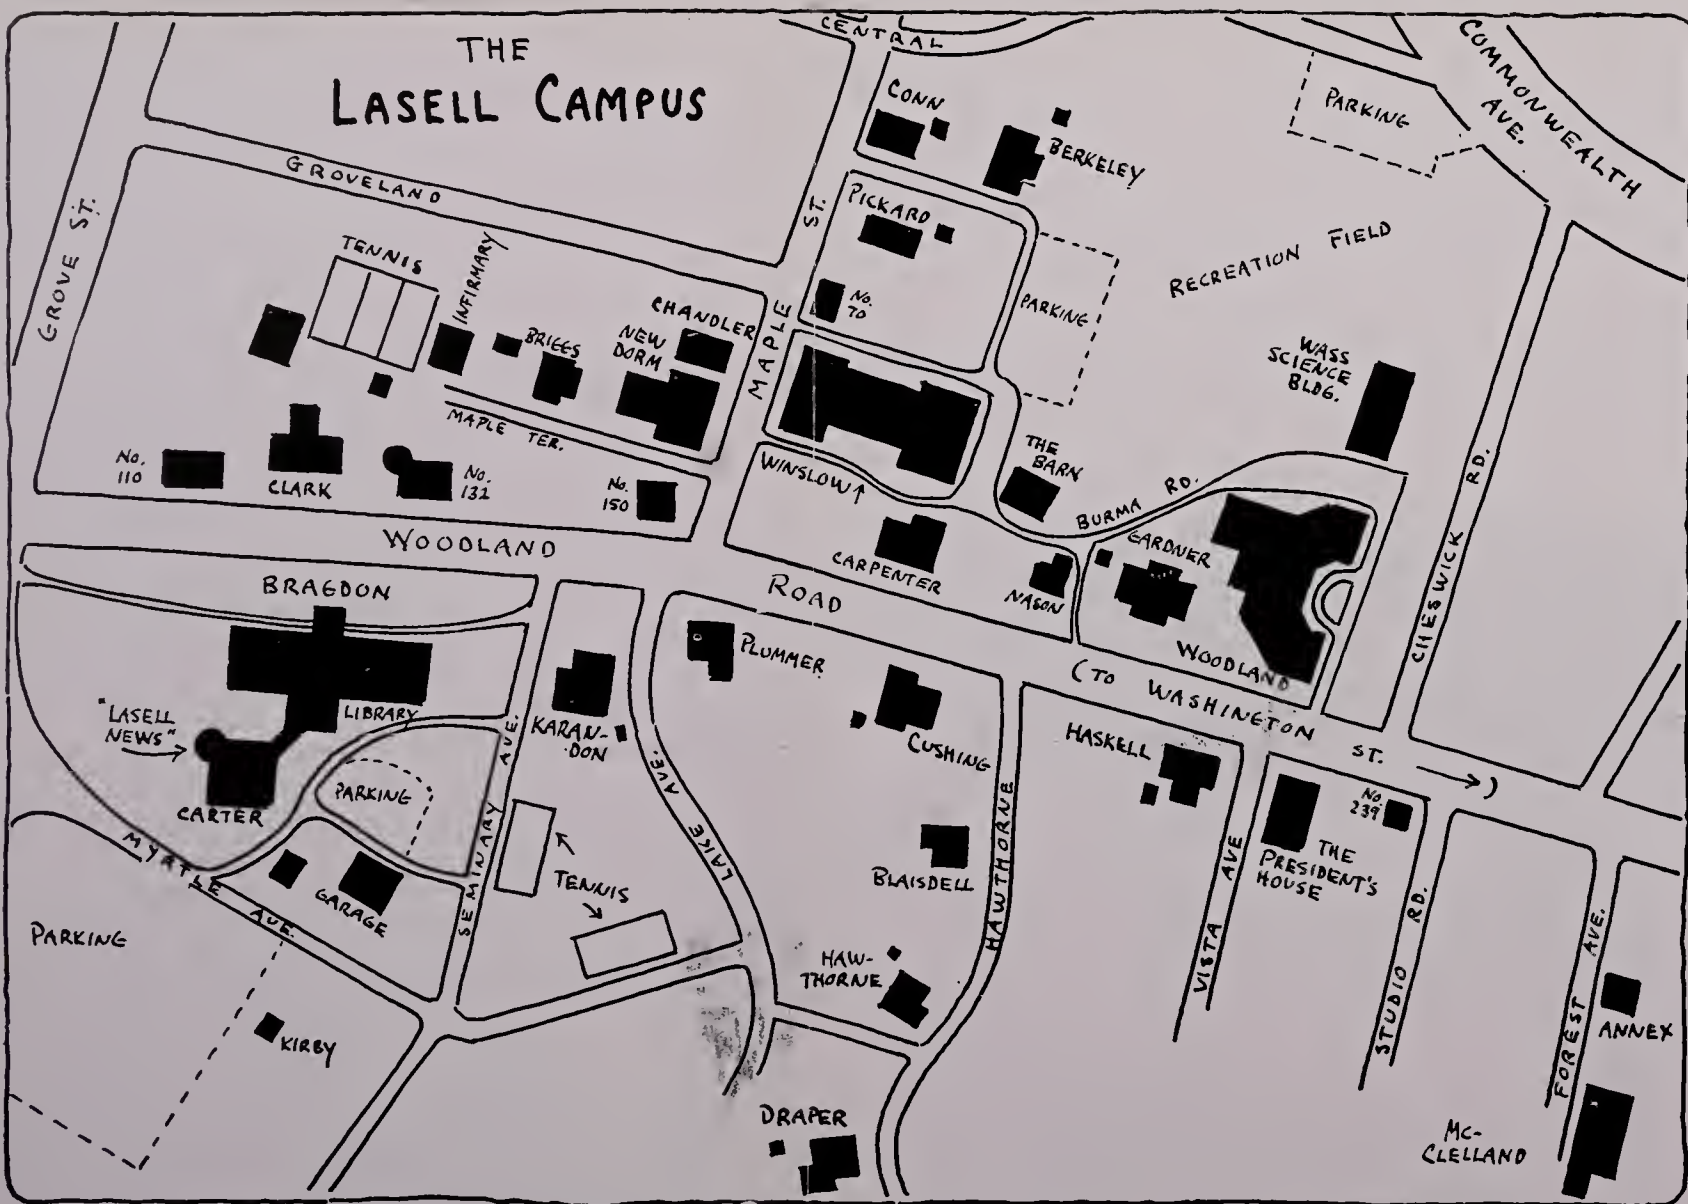 THE
LASELL CAMPUS
CENTRAL
COMMONWEALTH
AVE.
PARKING
CONN
BERKELEY
GROVELAND
GROVE ST.
MAPLE ST.
PICKARD
RECREATION FIELD
TENNIS
INFIRMARY
No.
70
PARKING
CHANDLER
NEW
DORM
BRIGGS
WASS
SCIENCE
BLDG.
MAPLE TER.
No.
110
CLARK
No.
131
No.
150
WINSLOW↑
THE
BARN
BURMA RD.
CHESWICK RD.
WOODLAND ROAD (TO WASHINGTON ST. →)
CARPENTER
NASON
GARDNER
WOODLAND
BRAGDON
LIBRARY
"LASELL
NEWS"
CARTER
PARKING
KARAN-
DON
SEMINARY AVE.
LAKE AVE.
PLUMMER
CUSHING
HASKELL
HAWTHORNE
No.
239
THE
PRESIDENT'S
HOUSE
MYRTLE AVE.
GARAGE
TENNIS
BLAISDELL
VISTA AVE
STUDIO RD.
FOREST AVE.
PARKING
HAW-
THORNE
KIRBY
ANNEX
DRAPER
MC-
CLELLAND